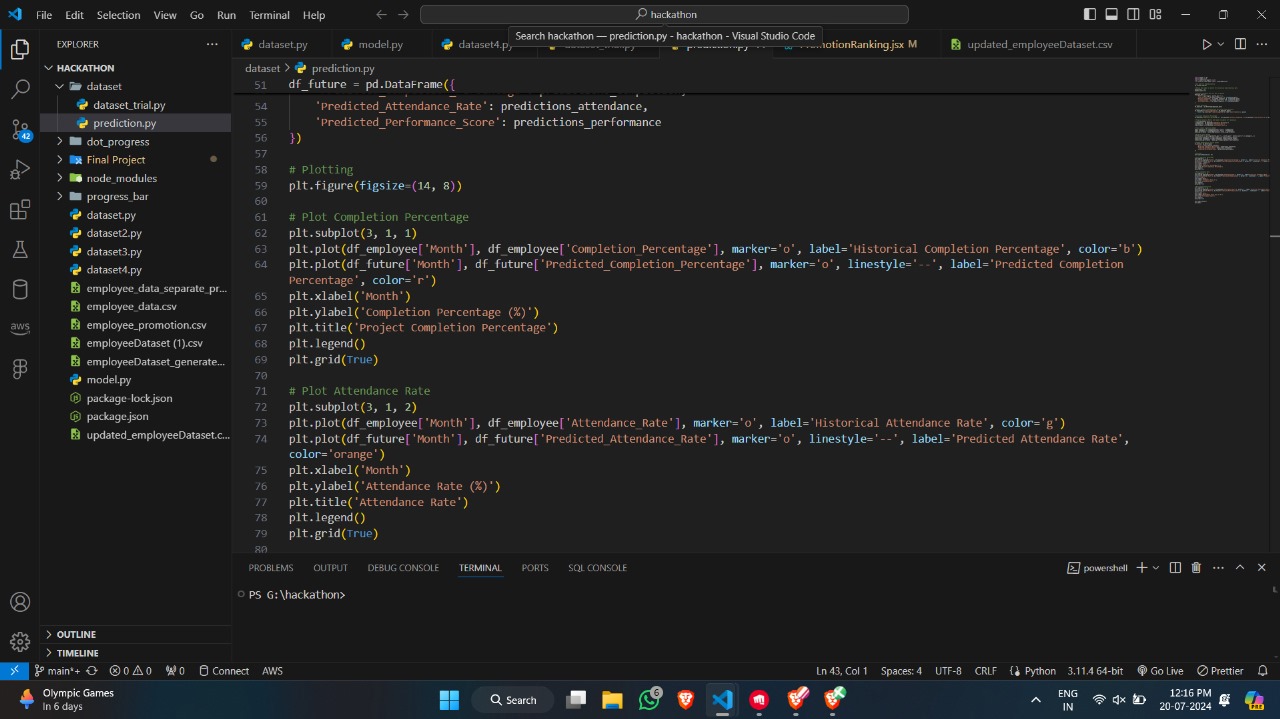 File Edit Selection View Go Run Terminal Help
hackathon
Search hackathon — prediction.py - hackathon - Visual Studio Code
EXPLORER
HACKATHON
dataset
dataset_trial.py
prediction.py
dot_progress
Final Project
node_modules
progress_bar
dataset.py
dataset2.py
dataset3.py
dataset4.py
employee_data_separate_pr...
employee_data.csv
employee_promotion.csv
employeeDataset (1).csv
employeeDataset_generate...
model.py
package-lock.json
package.json
updated_employeeDataset.c...
OUTLINE
TIMELINE
42
aws
dataset.py model.py dataset4.py PromotionRanking.jsx M updated_employeeDataset.csv
dataset > prediction.py
51 df_future = pd.DataFrame({
54 'Predicted_Attendance_Rate': predictions_attendance,
55 'Predicted_Performance_Score': predictions_performance
56 })
57
58 # Plotting
59 plt.figure(figsize=(14, 8))
60
61 # Plot Completion Percentage
62 plt.subplot(3, 1, 1)
63 plt.plot(df_employee['Month'], df_employee['Completion_Percentage'], marker='o', label='Historical Completion Percentage', color='b')
64 plt.plot(df_future['Month'], df_future['Predicted_Completion_Percentage'], marker='o', linestyle='--', label='Predicted Completion
Percentage', color='r')
65 plt.xlabel('Month')
66 plt.ylabel('Completion Percentage (%)')
67 plt.title('Project Completion Percentage')
68 plt.legend()
69 plt.grid(True)
70
71 # Plot Attendance Rate
72 plt.subplot(3, 1, 2)
73 plt.plot(df_employee['Month'], df_employee['Attendance_Rate'], marker='o', label='Historical Attendance Rate', color='g')
74 plt.plot(df_future['Month'], df_future['Predicted_Attendance_Rate'], marker='o', linestyle='--', label='Predicted Attendance Rate',
color='orange')
75 plt.xlabel('Month')
76 plt.ylabel('Attendance Rate (%)')
77 plt.title('Attendance Rate')
78 plt.legend()
79 plt.grid(True)
80
PROBLEMS OUTPUT DEBUG CONSOLE TERMINAL PORTS SQL CONSOLE
powershell
PS G:\hackathon>
main*+ 0 0 0 Connect AWS
Ln 43, Col 1 Spaces: 4 UTF-8 CRLF Python 3.11.4 64-bit Go Live Prettier
Olympic Games
In 6 days
Search
6
ENG
IN
12:16 PM
20-07-2024
PRE